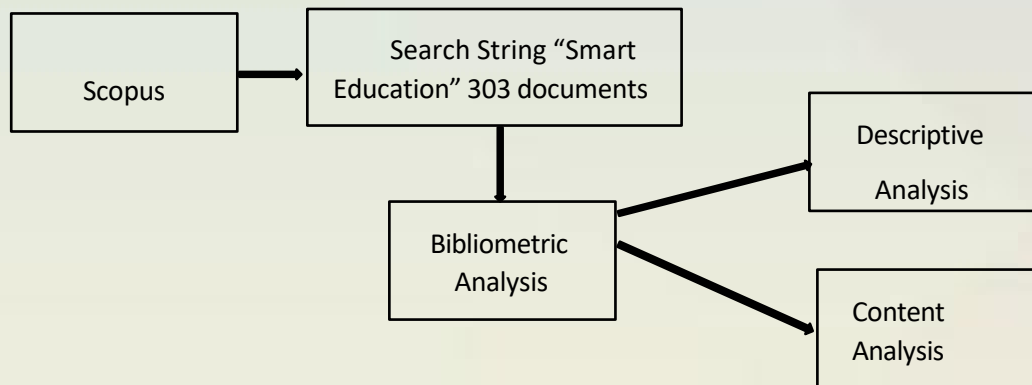 Scopus
Search String “Smart
Education” 303 documents
Bibliometric
Analysis
Descriptive
Analysis
Content
Analysis